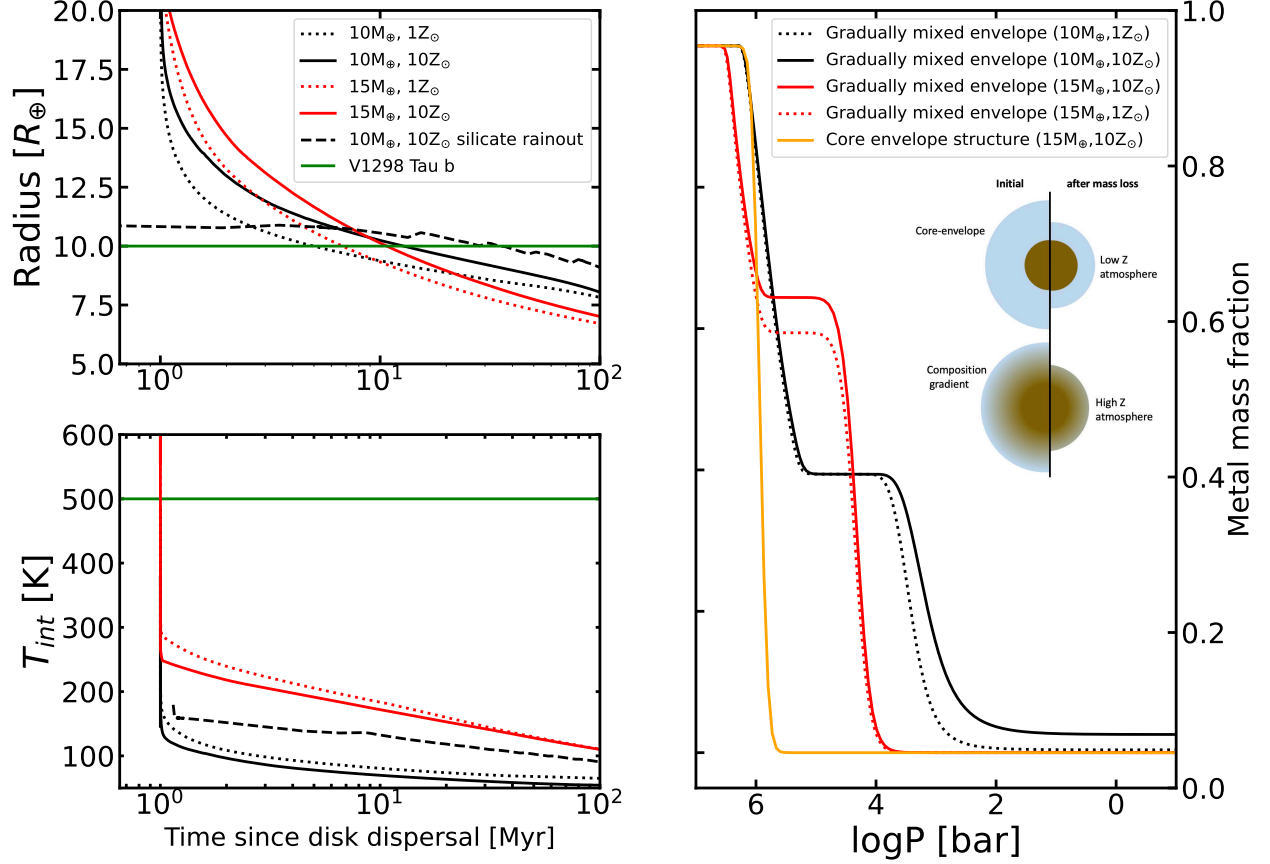 20.0
17.5
15.0
12.5
10.0
7.5
5.0
Radius [R⊕]
10⁰
10¹
10²
10M⊕, 1Z⊙
10M⊕, 10Z⊙
15M⊕, 1Z⊙
15M⊕, 10Z⊙
10M⊕, 10Z⊙ silicate rainout
V1298 Tau b
600
500
400
300
200
100
T_int [K]
10⁰
10¹
10²
Time since disk dispersal [Myr]
Gradually mixed envelope (10M⊕,1Z⊙)
Gradually mixed envelope (10M⊕,10Z⊙)
Gradually mixed envelope (15M⊕,10Z⊙)
Gradually mixed envelope (15M⊕,1Z⊙)
Core envelope structure (15M⊕,10Z⊙)
Initial
after mass loss
Core-envelope
Low Z
atmosphere
Composition
gradient
High Z
atmosphere
1.0
0.8
0.6
0.4
0.2
0.0
Metal mass fraction
6
4
2
0
logP [bar]